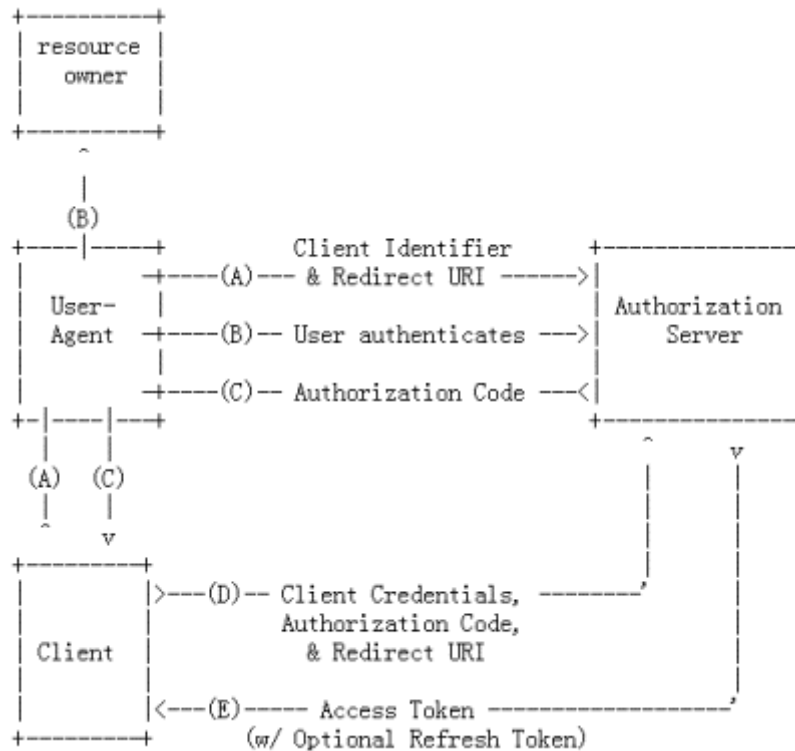 resource
owner
(B)
Client Identifier
(A) & Redirect URI
User-
Agent
(B) User authenticates
Authorization
Server
(C) Authorization Code
(A) (C)
(D) Client Credentials,
Authorization Code,
& Redirect URI
Client
(E) Access Token
(w/ Optional Refresh Token)